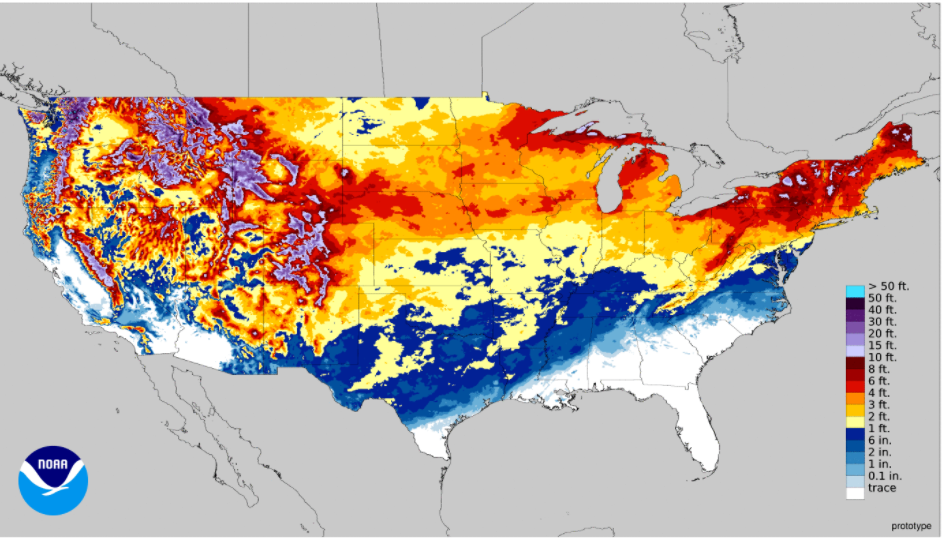 > 50 ft.
50 ft.
40 ft.
30 ft.
20 ft.
15 ft.
10 ft.
8 ft.
6 ft.
4 ft.
3 ft.
2 ft.
1 ft.
6 in.
2 in.
1 in.
0.1 in.
trace
NOAA
prototype